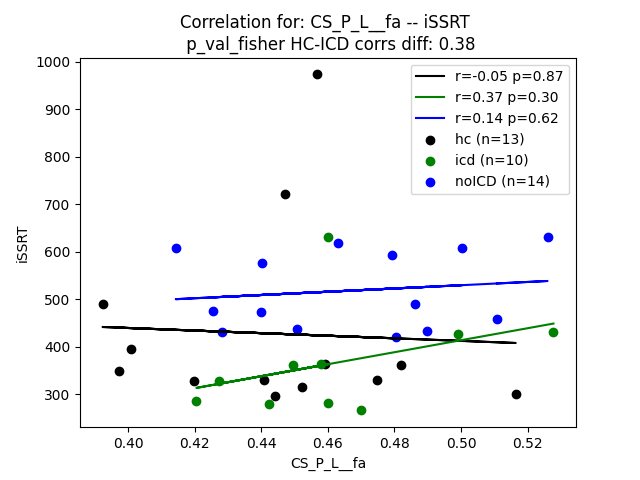 Correlation for: CS_P_L__fa -- iSSRT
p_val_fisher HC-ICD corrs diff: 0.38
1000
900
800
700
600
500
400
300
iSSRT
r=-0.05 p=0.87
r=0.37 p=0.30
r=0.14 p=0.62
hc (n=13)
icd (n=10)
noICD (n=14)
0.40 0.42 0.44 0.46 0.48 0.50 0.52
CS_P_L__fa